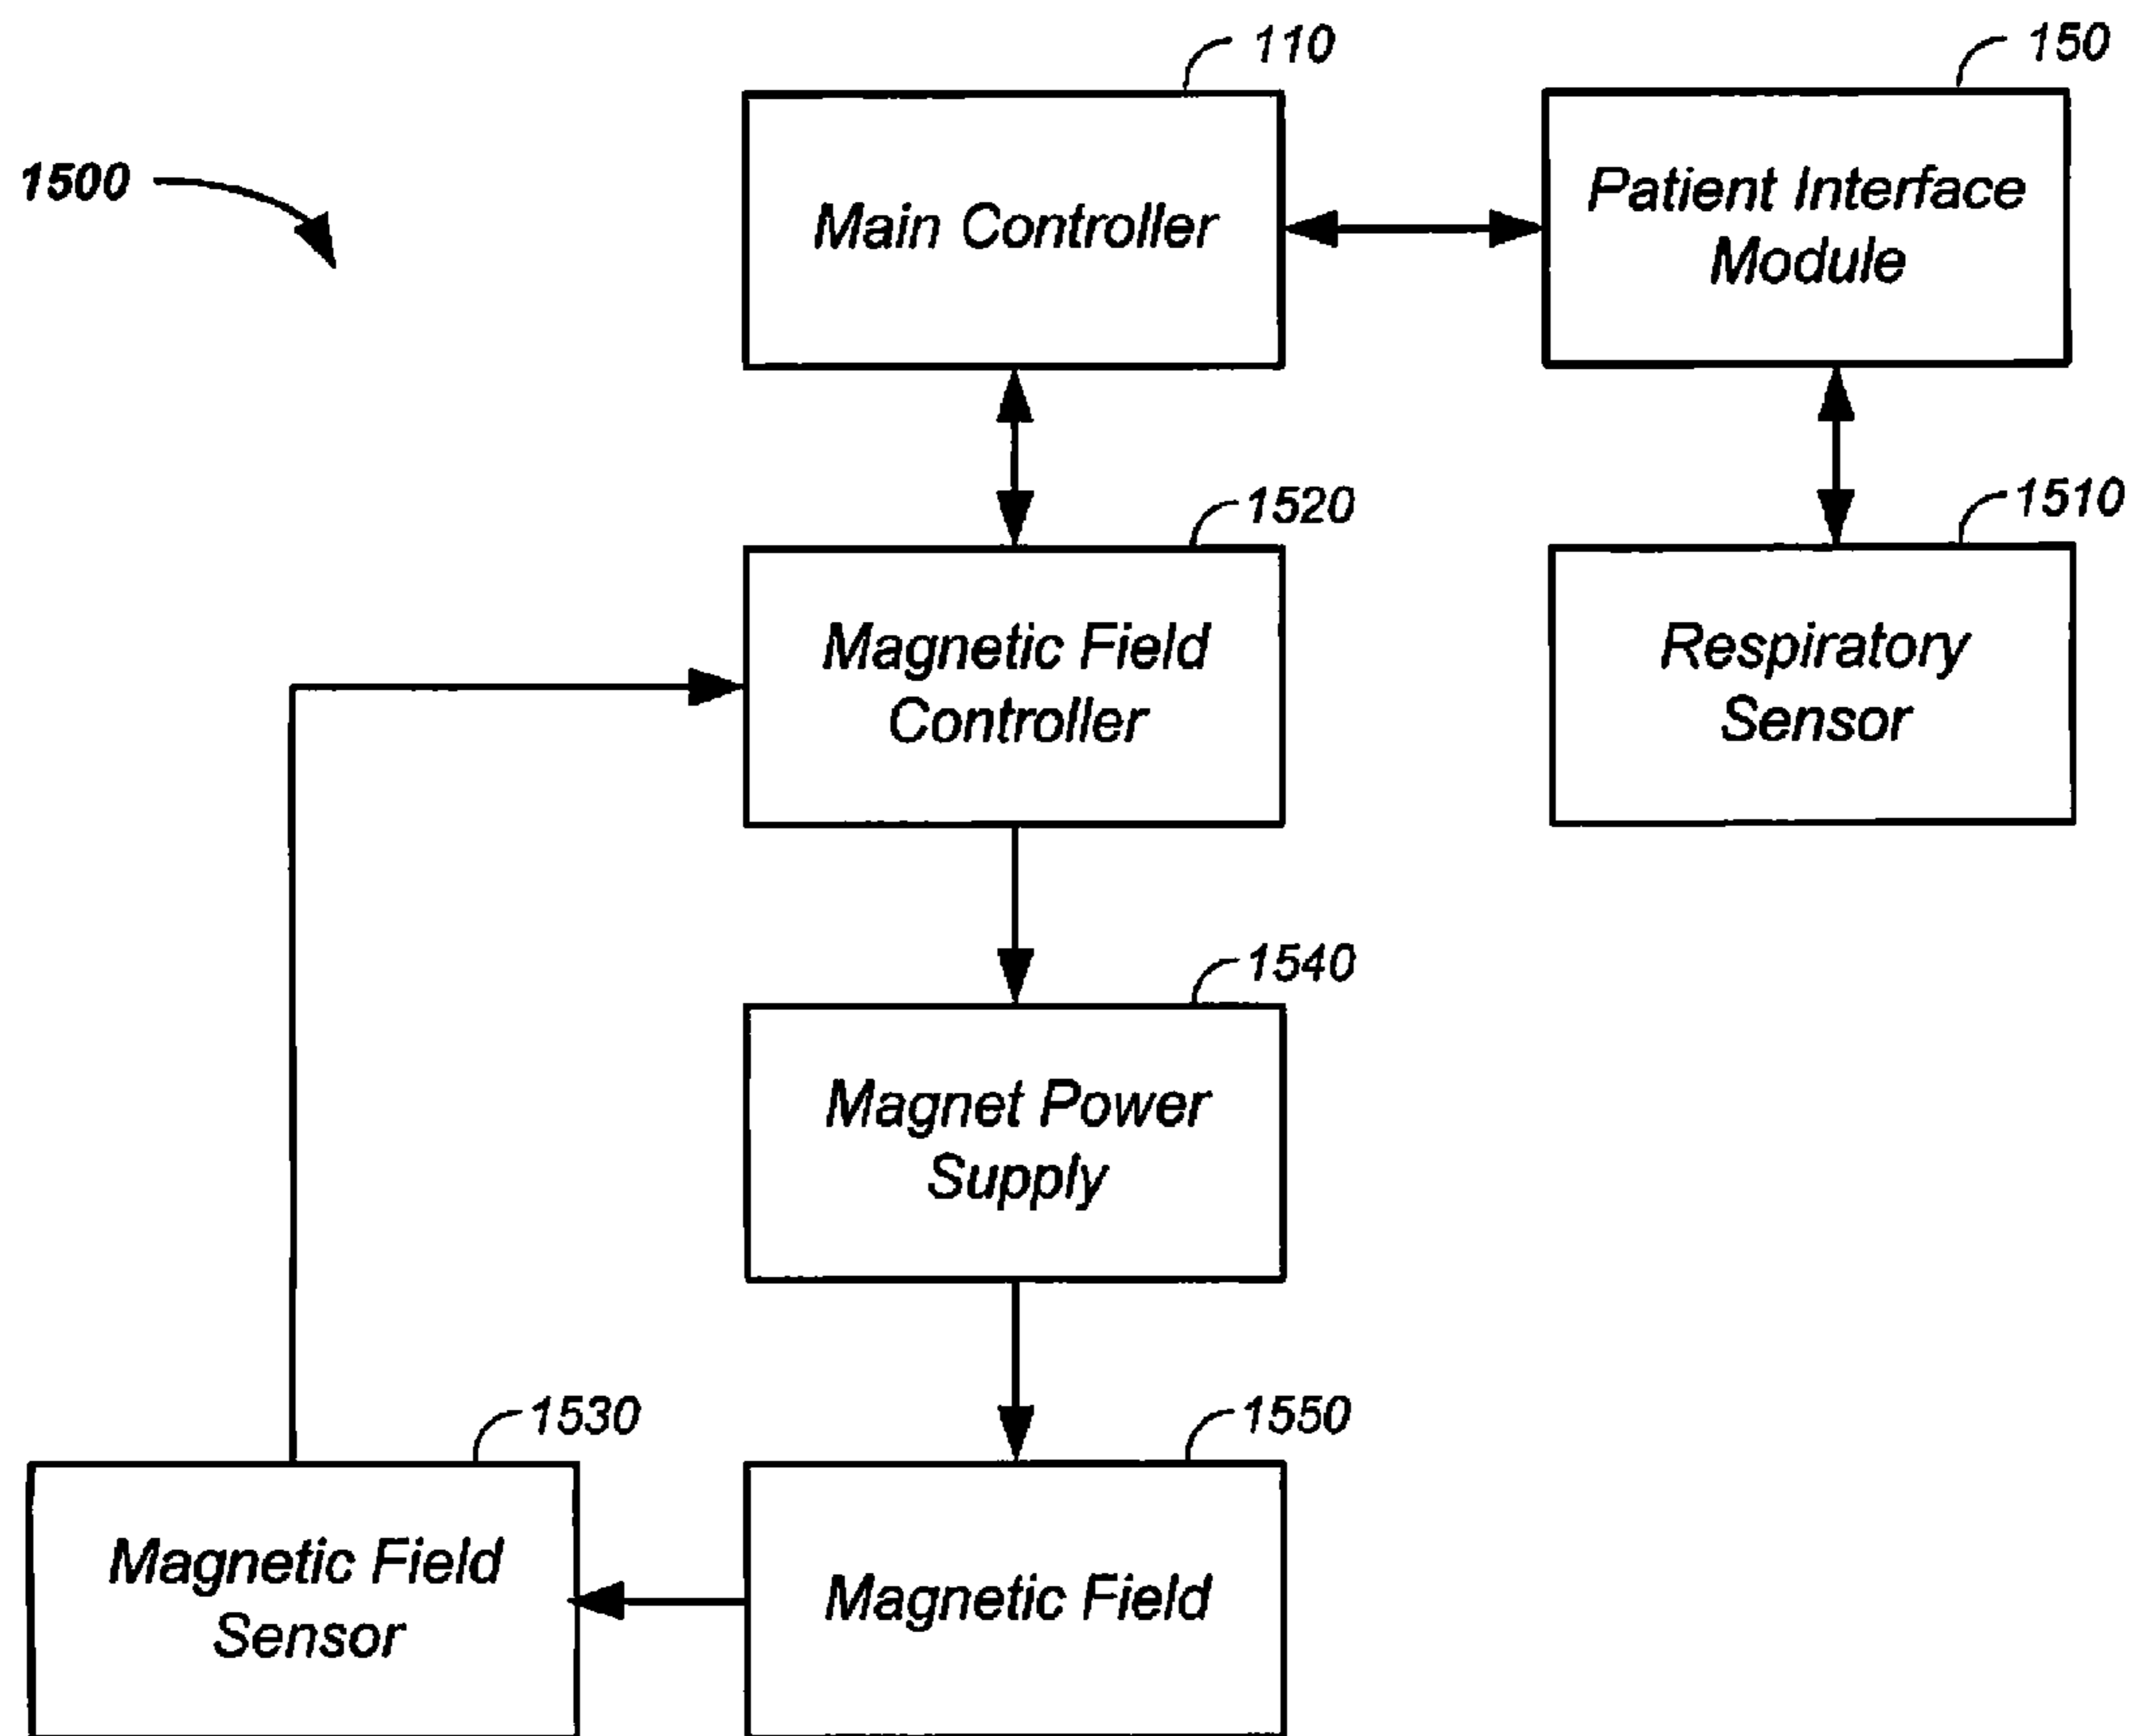 110
150
1500
Main Controller
Patient Interface
Module
1520
1510
Magnetic Field
Controller
Respiratory
Sensor
1540
Magnet Power
Supply
1530
1550
Magnetic Field
Sensor
Magnetic Field